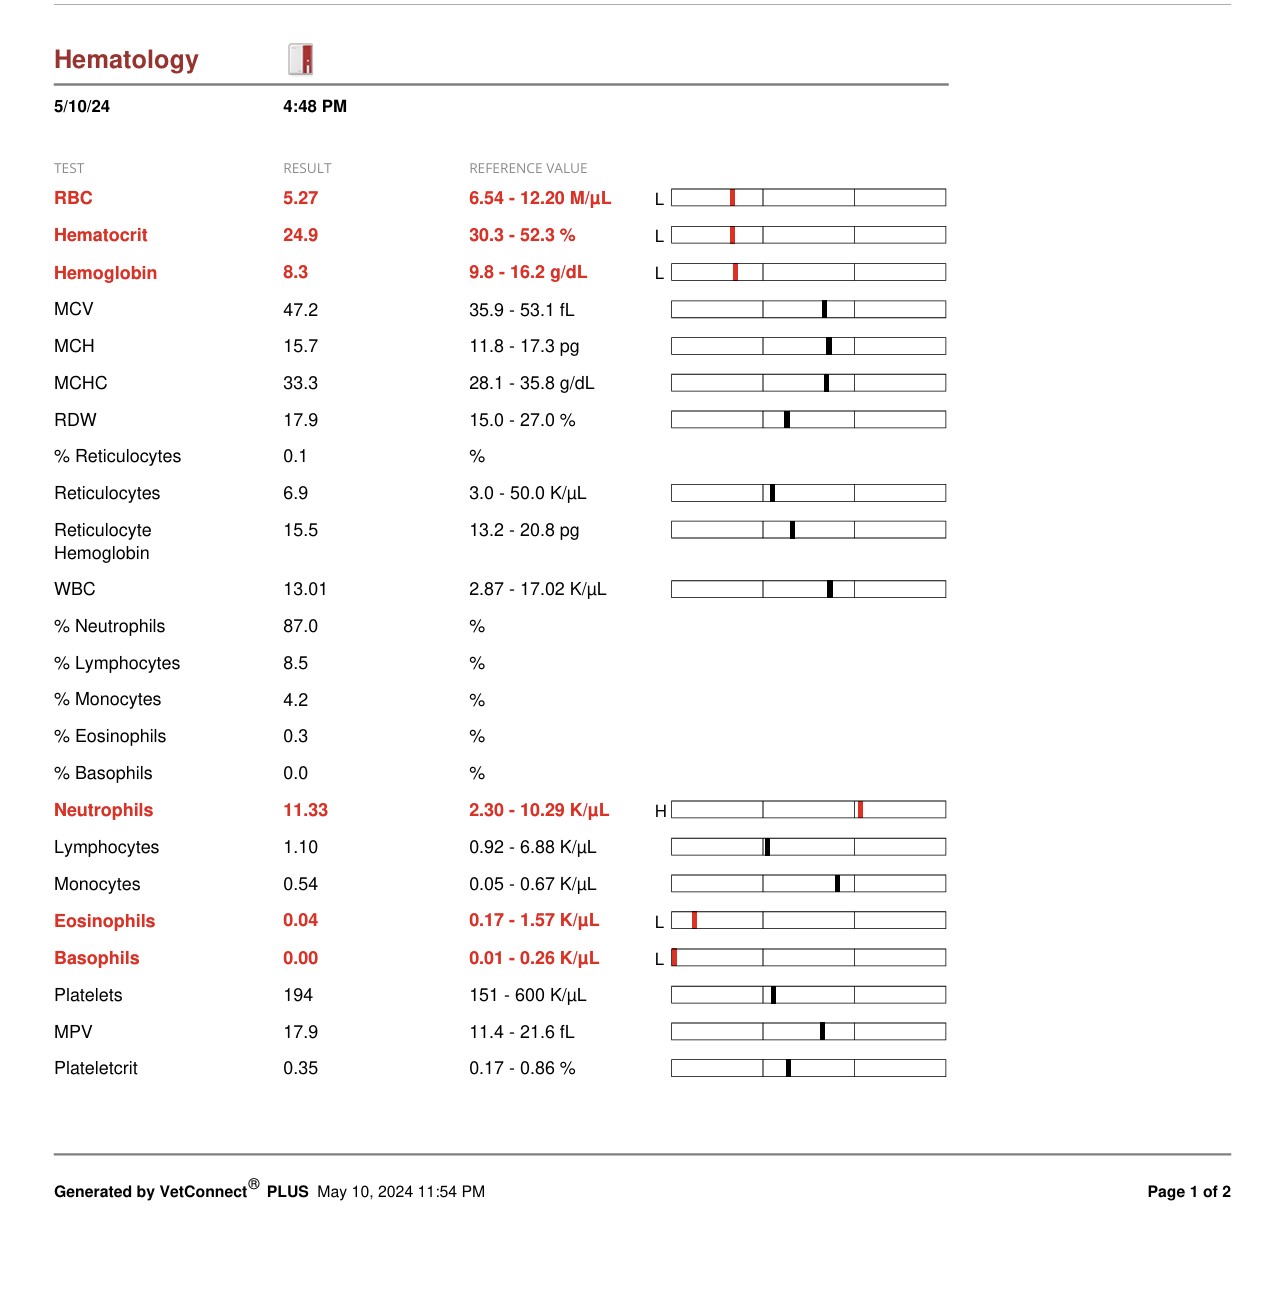 Hematology
5/10/24 4:48 PM
TEST RESULT REFERENCE VALUE
RBC 5.27 6.54 - 12.20 M/µL L
Hematocrit 24.9 30.3 - 52.3 % L
Hemoglobin 8.3 9.8 - 16.2 g/dL L
MCV 47.2 35.9 - 53.1 fL
MCH 15.7 11.8 - 17.3 pg
MCHC 33.3 28.1 - 35.8 g/dL
RDW 17.9 15.0 - 27.0 %
% Reticulocytes 0.1 %
Reticulocytes 6.9 3.0 - 50.0 K/µL
Reticulocyte 15.5 13.2 - 20.8 pg
Hemoglobin
WBC 13.01 2.87 - 17.02 K/µL
% Neutrophils 87.0 %
% Lymphocytes 8.5 %
% Monocytes 4.2 %
% Eosinophils 0.3 %
% Basophils 0.0 %
Neutrophils 11.33 2.30 - 10.29 K/µL H
Lymphocytes 1.10 0.92 - 6.88 K/µL
Monocytes 0.54 0.05 - 0.67 K/µL
Eosinophils 0.04 0.17 - 1.57 K/µL L
Basophils 0.00 0.01 - 0.26 K/µL L
Platelets 194 151 - 600 K/µL
MPV 17.9 11.4 - 21.6 fL
Plateletcrit 0.35 0.17 - 0.86 %
Generated by VetConnect® PLUS May 10, 2024 11:54 PM Page 1 of 2